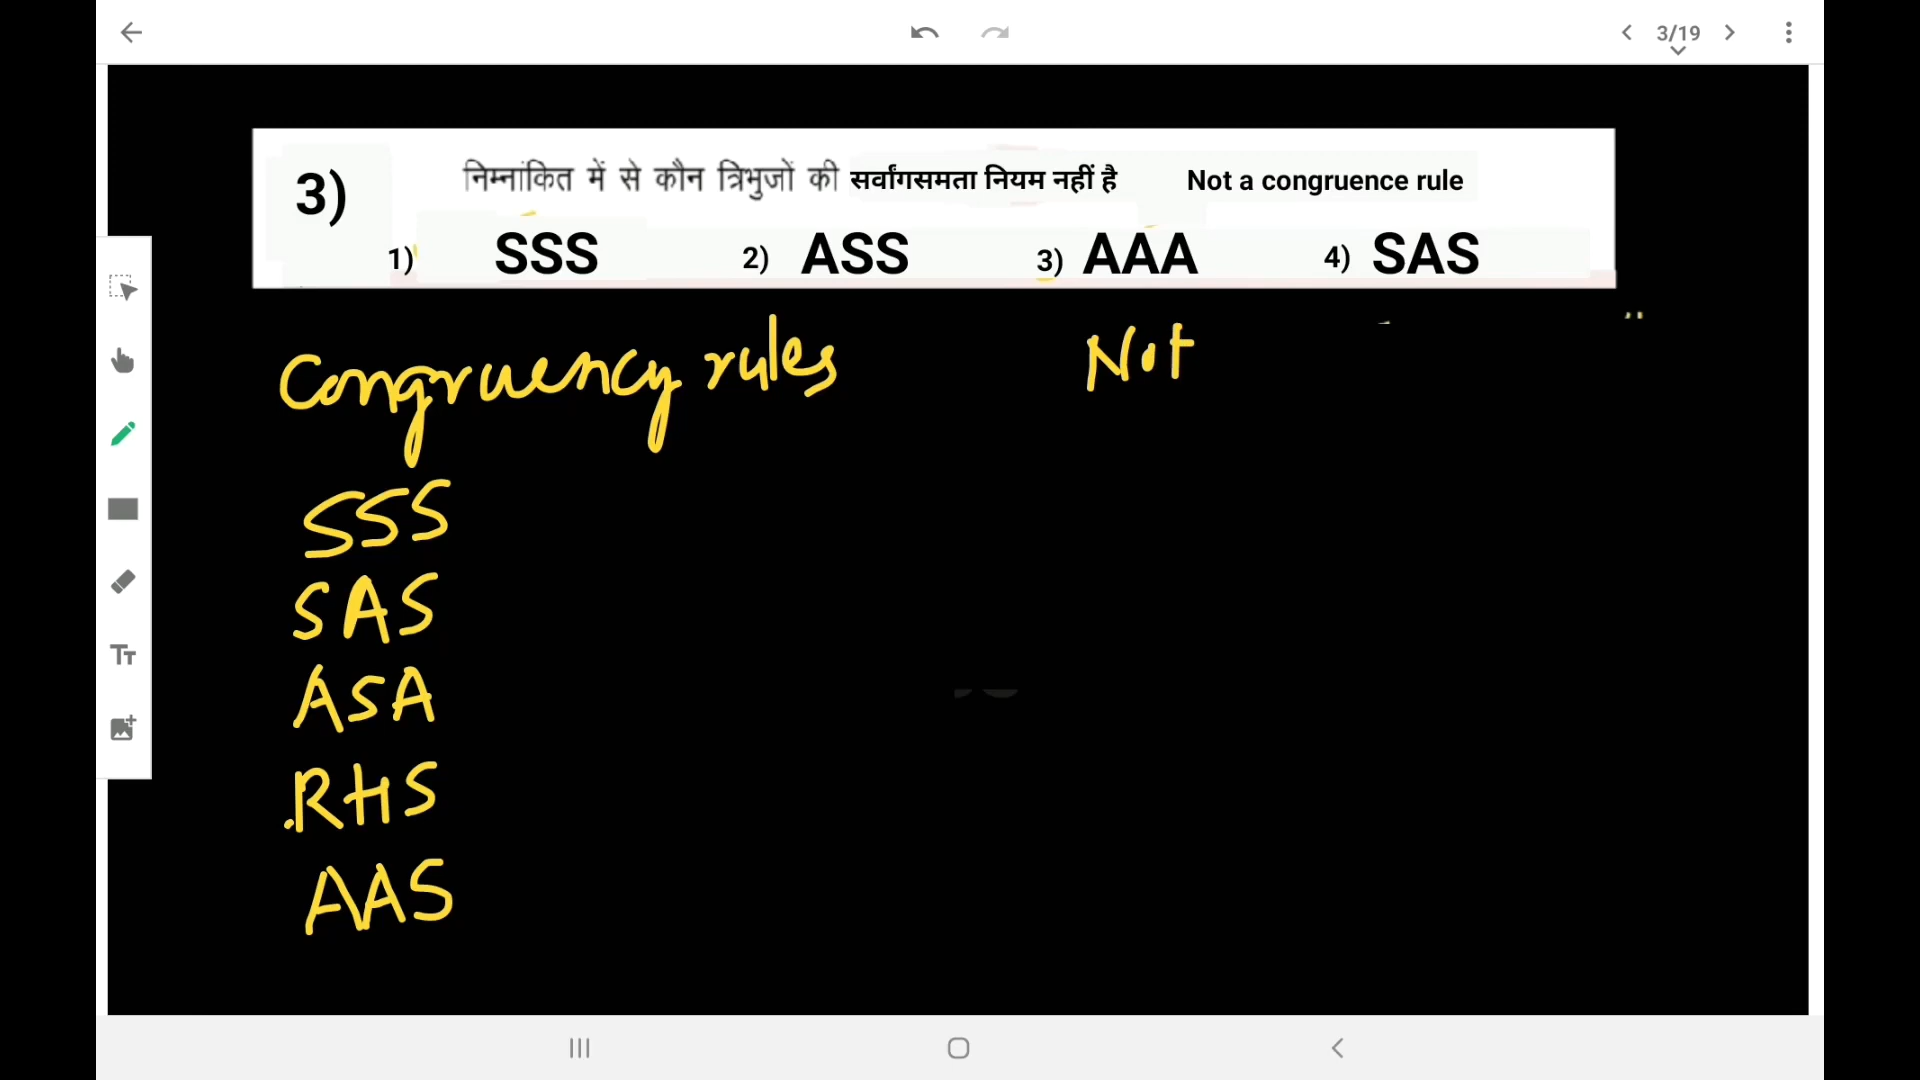 3/19
3) निम्नांकित में से कौन त्रिभुजों की सर्वांगसमता नियम नहीं है Not a congruence rule
1) SSS 2) ASS 3) AAA 4) SAS
Congruency rules Not
SSS
SAS
ASA
RHS
AAS